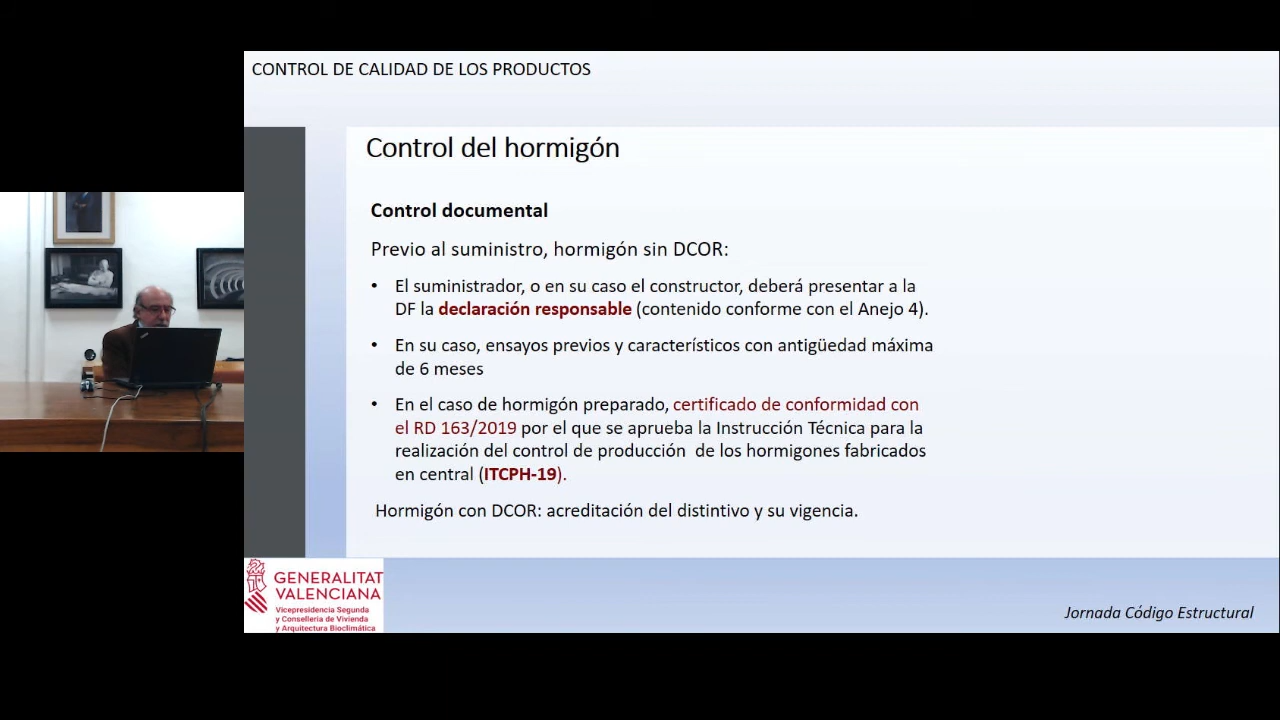 CONTROL DE CALIDAD DE LOS PRODUCTOS
Control del hormigón
Control documental
Previo al suministro, hormigón sin DCOR:
• El suministrador, o en su caso el constructor, deberá presentar a la
DF la declaración responsable (contenido conforme con el Anejo 4).
• En su caso, ensayos previos y característicos con antigüedad máxima
de 6 meses
• En el caso de hormigón preparado, certificado de conformidad con
el RD 163/2019 por el que se aprueba la Instrucción Técnica para la
realización del control de producción de los hormigones fabricados
en central (ITCPH-19).
Hormigón con DCOR: acreditación del distintivo y su vigencia.
GENERALITAT
VALENCIANA
Vicepresidencia Segunda
y Conselleria de Vivienda
y Arquitectura Bioclimática
Jornada Código Estructural